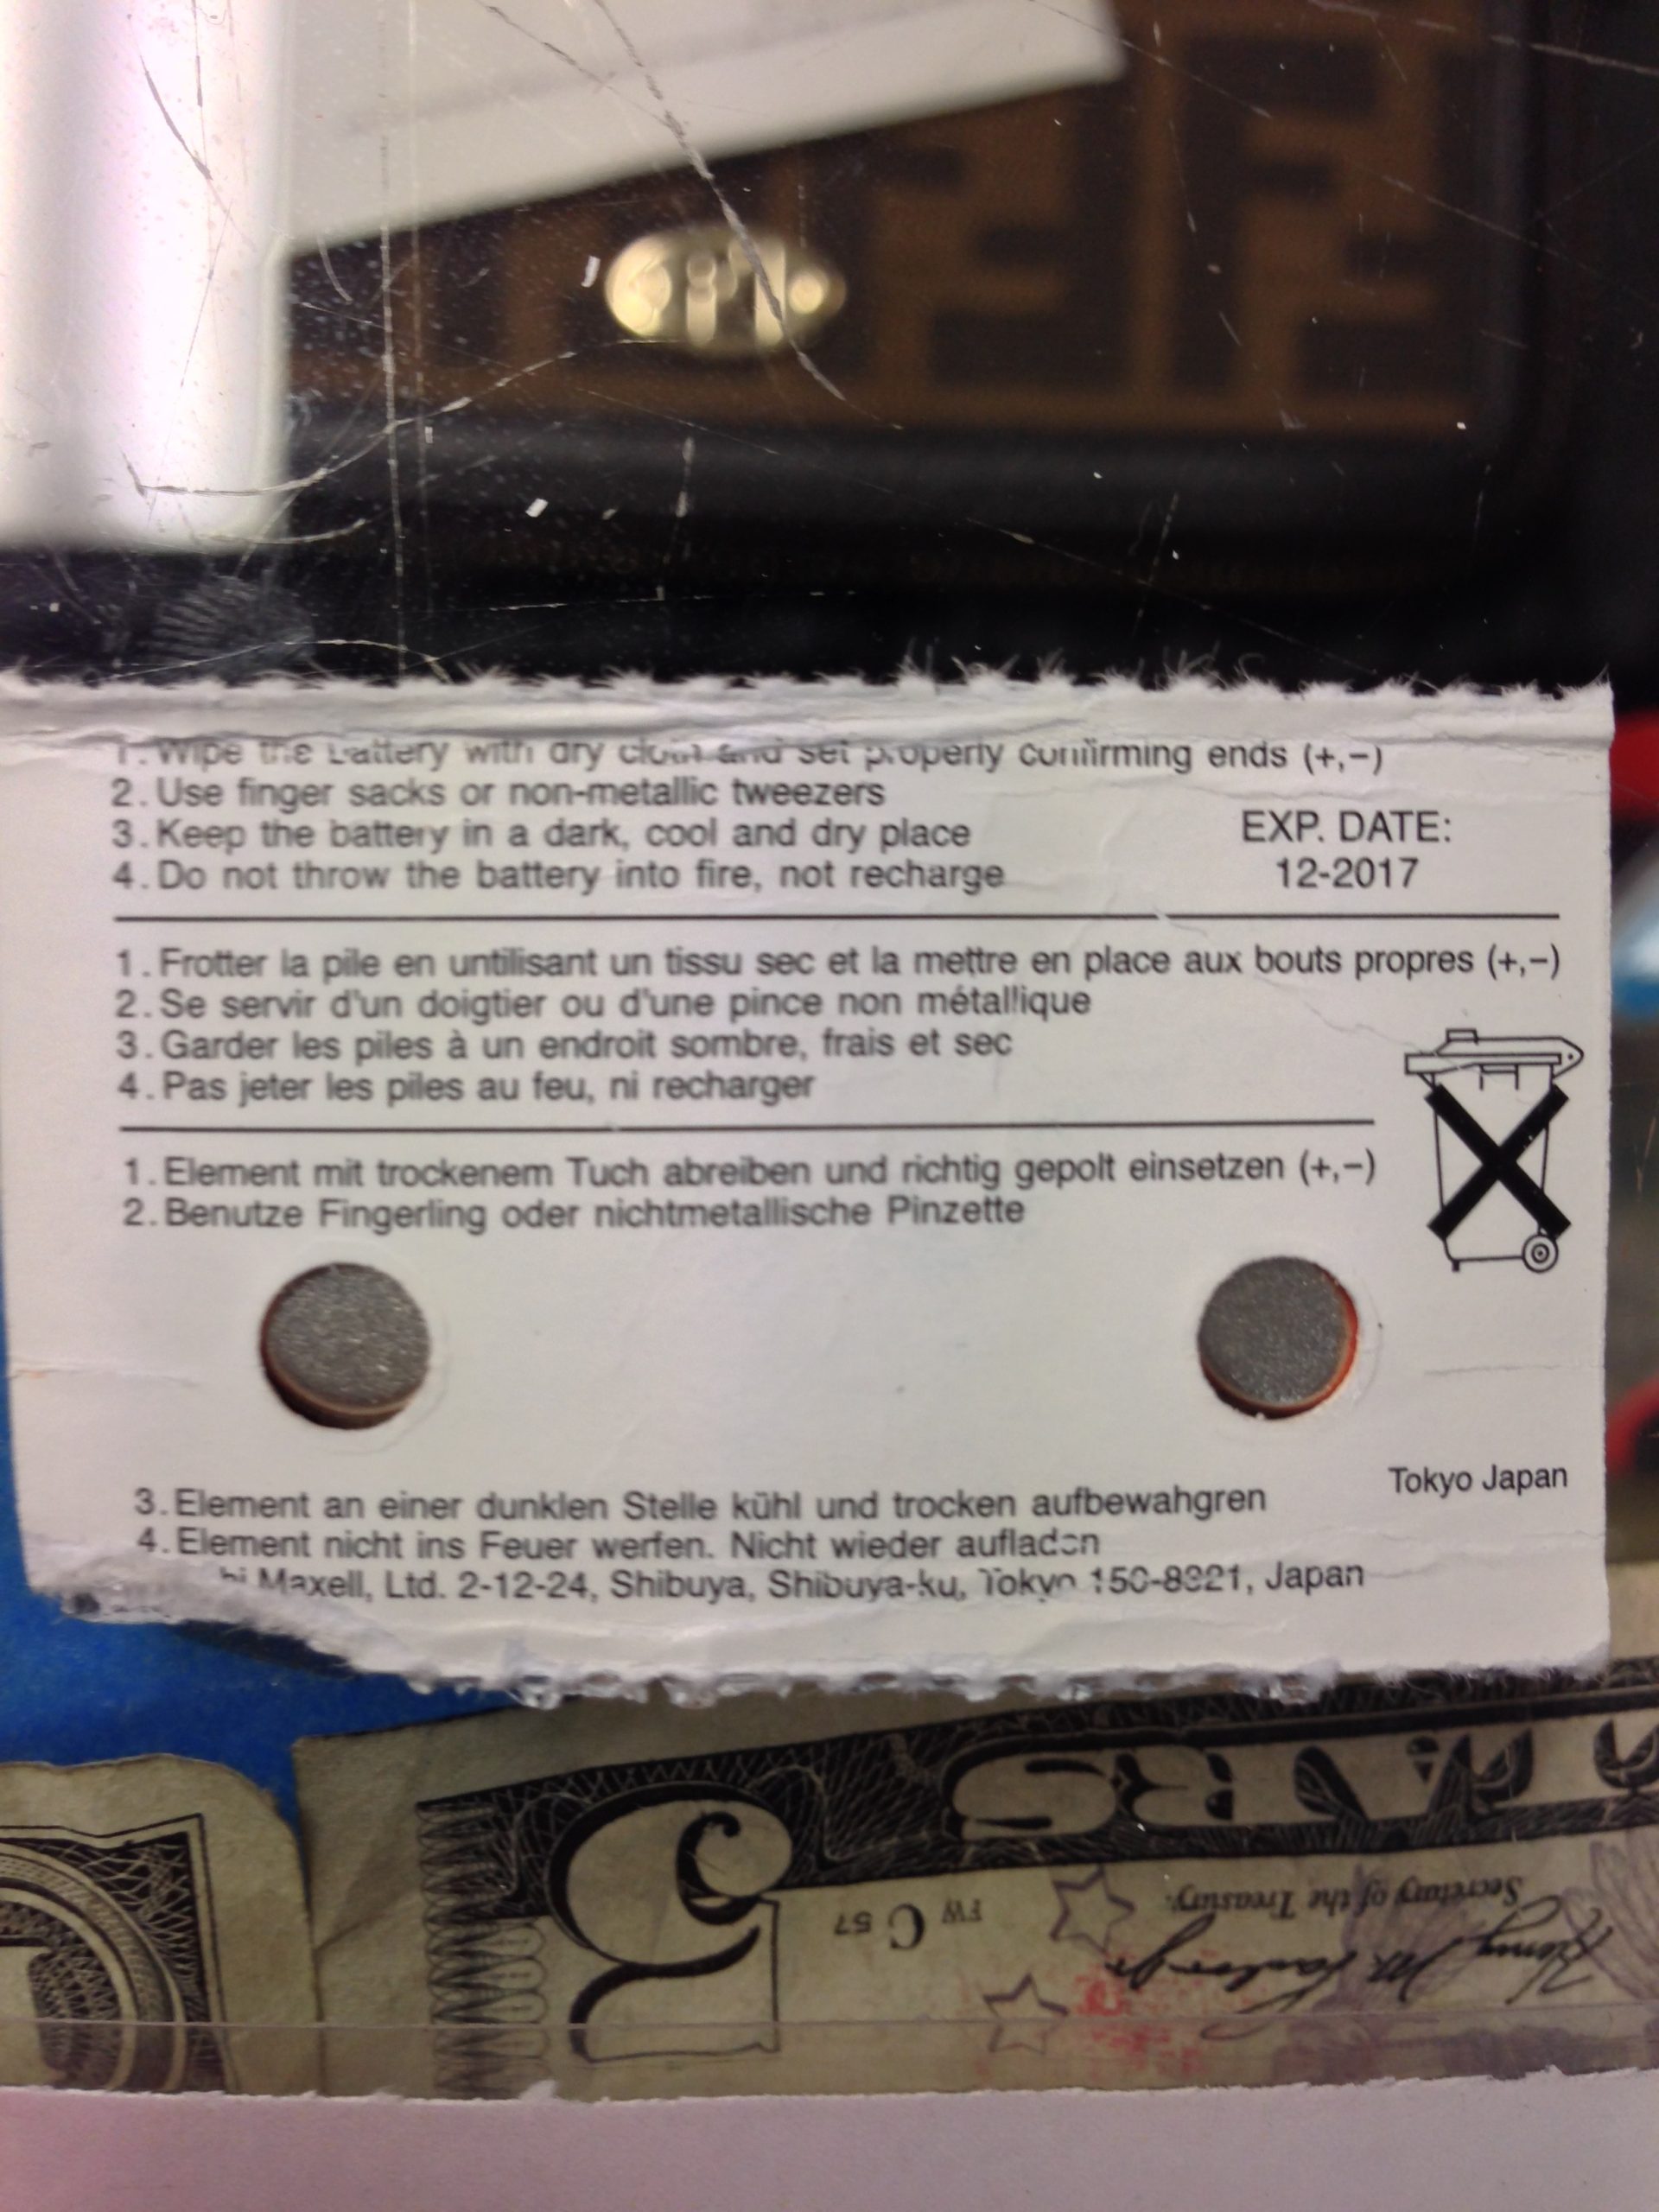 1. Wipe the battery with dry cloth and set properly confirming ends (+,−)
2. Use finger sacks or non-metallic tweezers
3. Keep the battery in a dark, cool and dry place
4. Do not throw the battery into fire, not recharge
EXP. DATE:
12-2017
1. Frotter la pile en untilisant un tissu sec et la mettre en place aux bouts propres (+,−)
2. Se servir d'un doigtier ou d'une pince non métallique
3. Garder les piles à un endroit sombre, frais et sec
4. Pas jeter les piles au feu, ni recharger
1. Element mit trockenem Tuch abreiben und richtig gepolt einsetzen (+,−)
2. Benutze Fingerling oder nichtmetallische Pinzette
Tokyo Japan
3. Element an einer dunklen Stelle kühl und trocken aufbewahgren
4. Element nicht ins Feuer werfen. Nicht wieder aufladen
hi Maxell, Ltd. 2-12-24, Shibuya, Shibuya-ku, Tokyo 150-8321, Japan
ARS
5
FW C 57
Secretary of the Treasury.